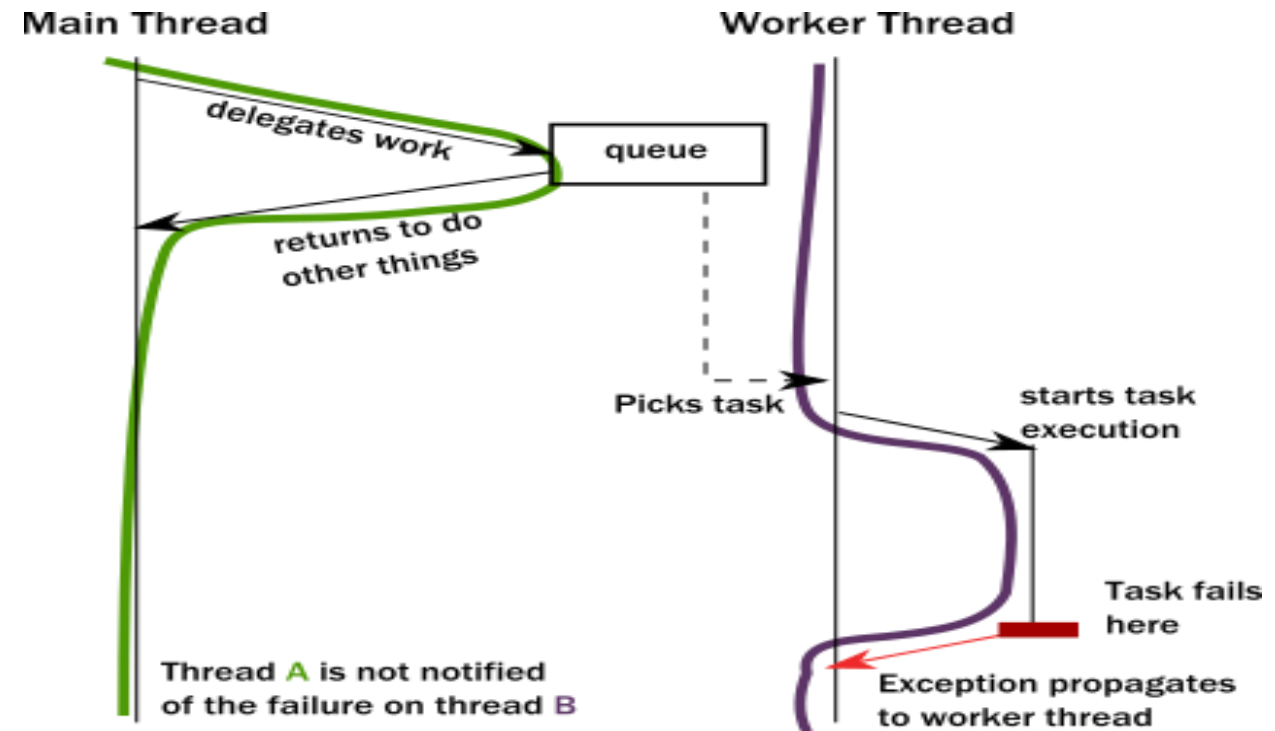 Main Thread
Worker Thread
delegates work
queue
returns to do
other things
Picks task
starts task
execution
Task fails
here
Thread A is not notified
of the failure on thread B
Exception propagates
to worker thread